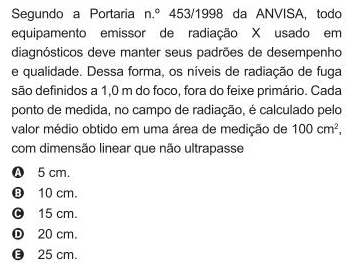 Segundo a Portaria n.º 453/1998 da ANVISA, todo
equipamento emissor de radiação X usado em
diagnósticos deve manter seus padrões de desempenho
e qualidade. Dessa forma, os níveis de radiação de fuga
são definidos a 1,0 m do foco, fora do feixe primário. Cada
ponto de medida, no campo de radiação, é calculado pelo
valor médio obtido em uma área de medição de 100 cm²,
com dimensão linear que não ultrapasse
A 5 cm.
B 10 cm.
C 15 cm.
D 20 cm.
E 25 cm.